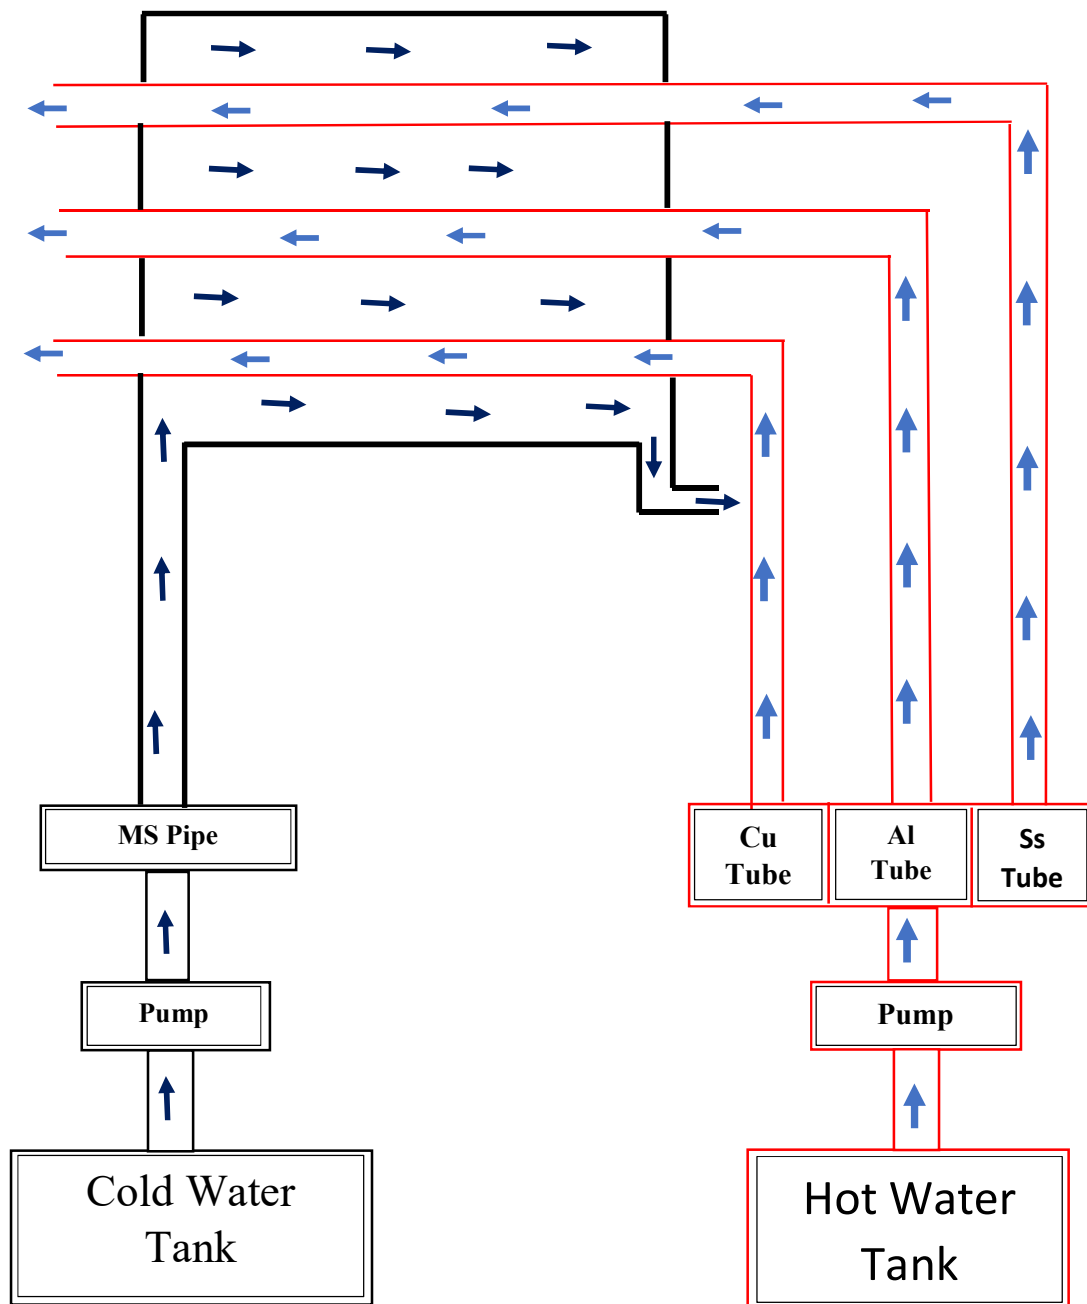 MS Pipe
Cu
Tube
Al
Tube
Ss
Tube
Pump
Pump
Cold Water
Tank
Hot Water
Tank